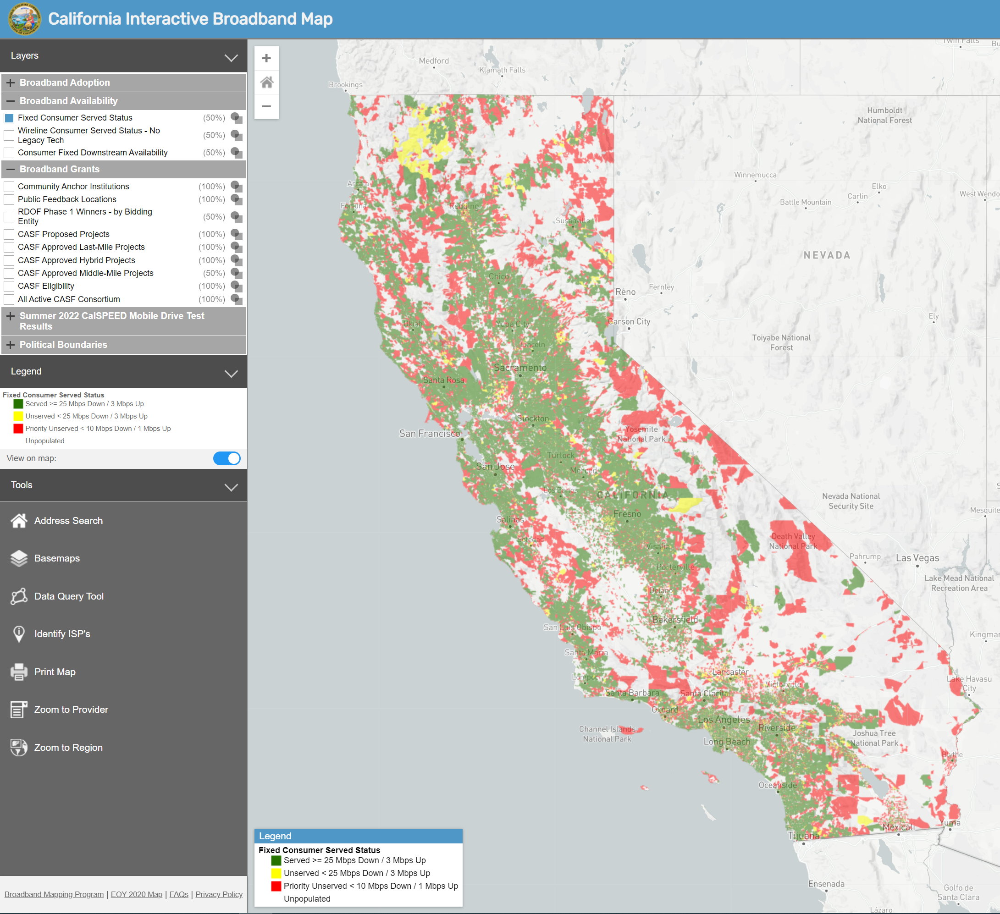 California Interactive Broadband Map
Layers
Broadband Adoption
Broadband Availability
Fixed Consumer Served Status (50%)
Wireline Consumer Served Status - No
Legacy Tech (50%)
Consumer Fixed Downstream Availability (50%)
Broadband Grants
Community Anchor Institutions (100%)
Public Feedback Locations (100%)
RDOF Phase 1 Winners - by Bidding
Entity (50%)
CASF Proposed Projects (100%)
CASF Approved Last-Mile Projects (100%)
CASF Approved Hybrid Projects (100%)
CASF Approved Middle-Mile Projects (50%)
CASF Eligibility (100%)
All Active CASF Consortium (100%)
Summer 2022 CalSPEED Mobile Drive Test
Results
Political Boundaries
Legend
Fixed Consumer Served Status
Served >= 25 Mbps Down / 3 Mbps Up
Unserved < 25 Mbps Down / 3 Mbps Up
Priority Unserved < 10 Mbps Down / 1 Mbps Up
Unpopulated
View on map:
Tools
Address Search
Basemaps
Data Query Tool
Identify ISP's
Print Map
Zoom to Provider
Zoom to Region
Broadband Mapping Program | EOY 2020 Map | FAQs | Privacy Policy
+
−
Twin Falls
Medford
Klamath Falls
Brookings
Humboldt
National Forest
Winnemucca
Elko
Carlin
West Wendo
Battle Mountain
Arcata
Fortuna
Redding
Susanville
NEVADA
Chico
Reno
Fernley
Ely
Carson City
Ukiah
Yuba City
Lincoln
Toiyabe National
Forest
Sacramento
Santa Rosa
Stockton
San Francisco
Yosemite
National Park
Turlock
San Jose
Merced
Los Banos
CALIFORNIA
Nevada National
Security Site
Mesquite
Fresno
Salinas
Soledad
Visalia
Death Valley
National Park
Pahrump
Las Vegas
Porterville
Lake Mead National
Recreation Area
Delano
Bakersfield
San Luis Obispo
Kingman
Santa Maria
Lompoc
Lancaster
Victorville
Lake Havasu
City
Santa Barbara
Santa Clarita
Oxnard
Los Angeles
Riverside
Channel Islands
National Park
Long Beach
Joshua Tree
National Park
Blythe
Oceanside
Mexicali
Yuma
Tijuana
Ensenada
Golfo de
Santa Clara
Lázaro
Legend
Fixed Consumer Served Status
Served >= 25 Mbps Down / 3 Mbps Up
Unserved < 25 Mbps Down / 3 Mbps Up
Priority Unserved < 10 Mbps Down / 1 Mbps Up
Unpopulated